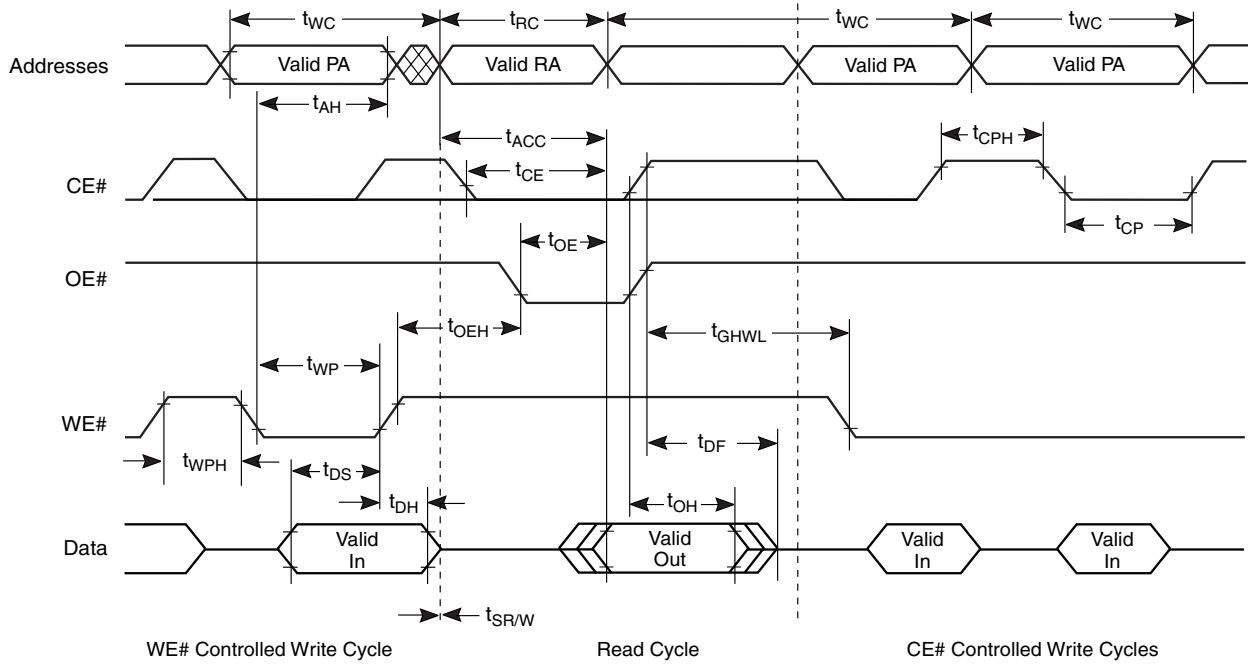 tWC tRC tWC tWC
Addresses Valid PA Valid RA Valid PA Valid PA
tAH
tACC tCPH
CE# tCE
tOE tCP
OE#
tOEH tGHWL
tWP
WE#
tWPH tDS tDF
tDH tOH
Data Valid In Valid Out Valid In Valid In
tSR/W
WE# Controlled Write Cycle Read Cycle CE# Controlled Write Cycles